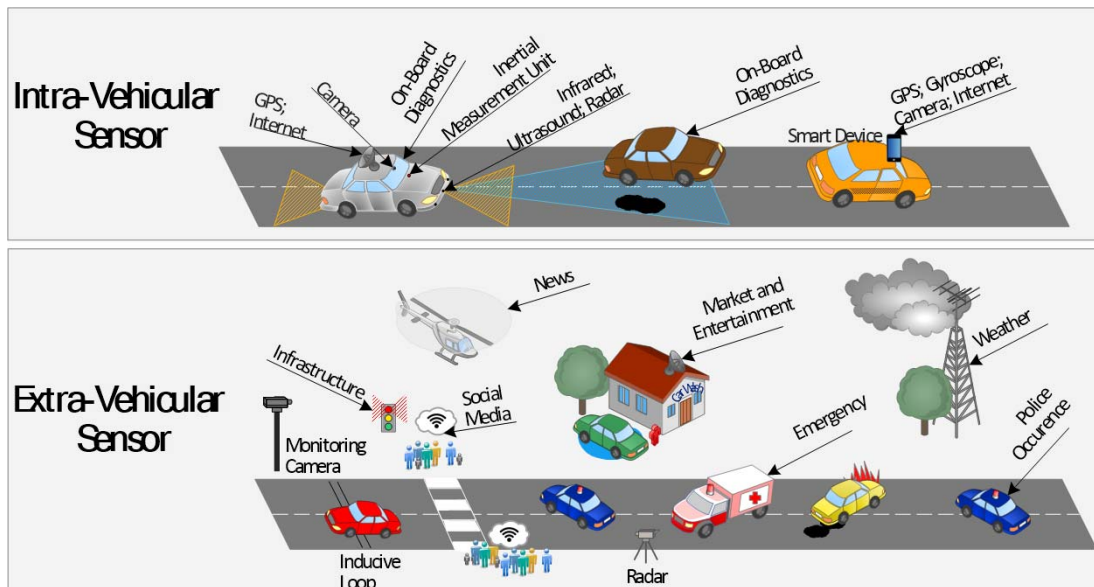 Intra-Vehicular
Sensor
GPS;
Internet
Camera
On-Board
Diagnostics
Inertial
Measurement Unit
Infrared;
Ultrasound; Radar
On-Board
Diagnostics
Smart Device
GPS; Gyroscope;
Camera; Internet
Extra-Vehicular
Sensor
News
Market and
Entertainment
Weather
Infrastructure
Social
Media
Car Wash
Monitoring
Camera
Emergency
Police
Occurence
Inducive
Loop
Radar